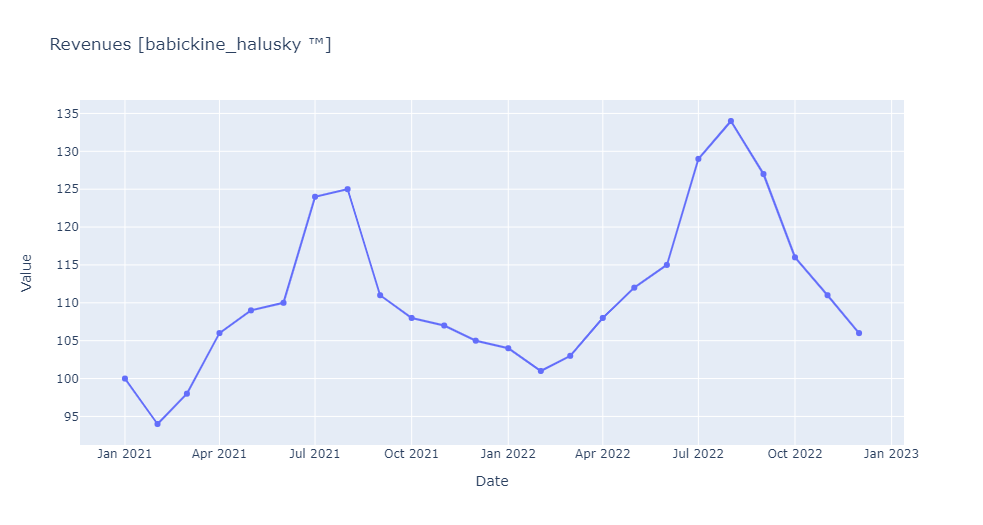 Revenues [babickine_halusky ™]
135
130
125
120
115
110
105
100
95
Value
Jan 2021 Apr 2021 Jul 2021 Oct 2021 Jan 2022 Apr 2022 Jul 2022 Oct 2022 Jan 2023
Date